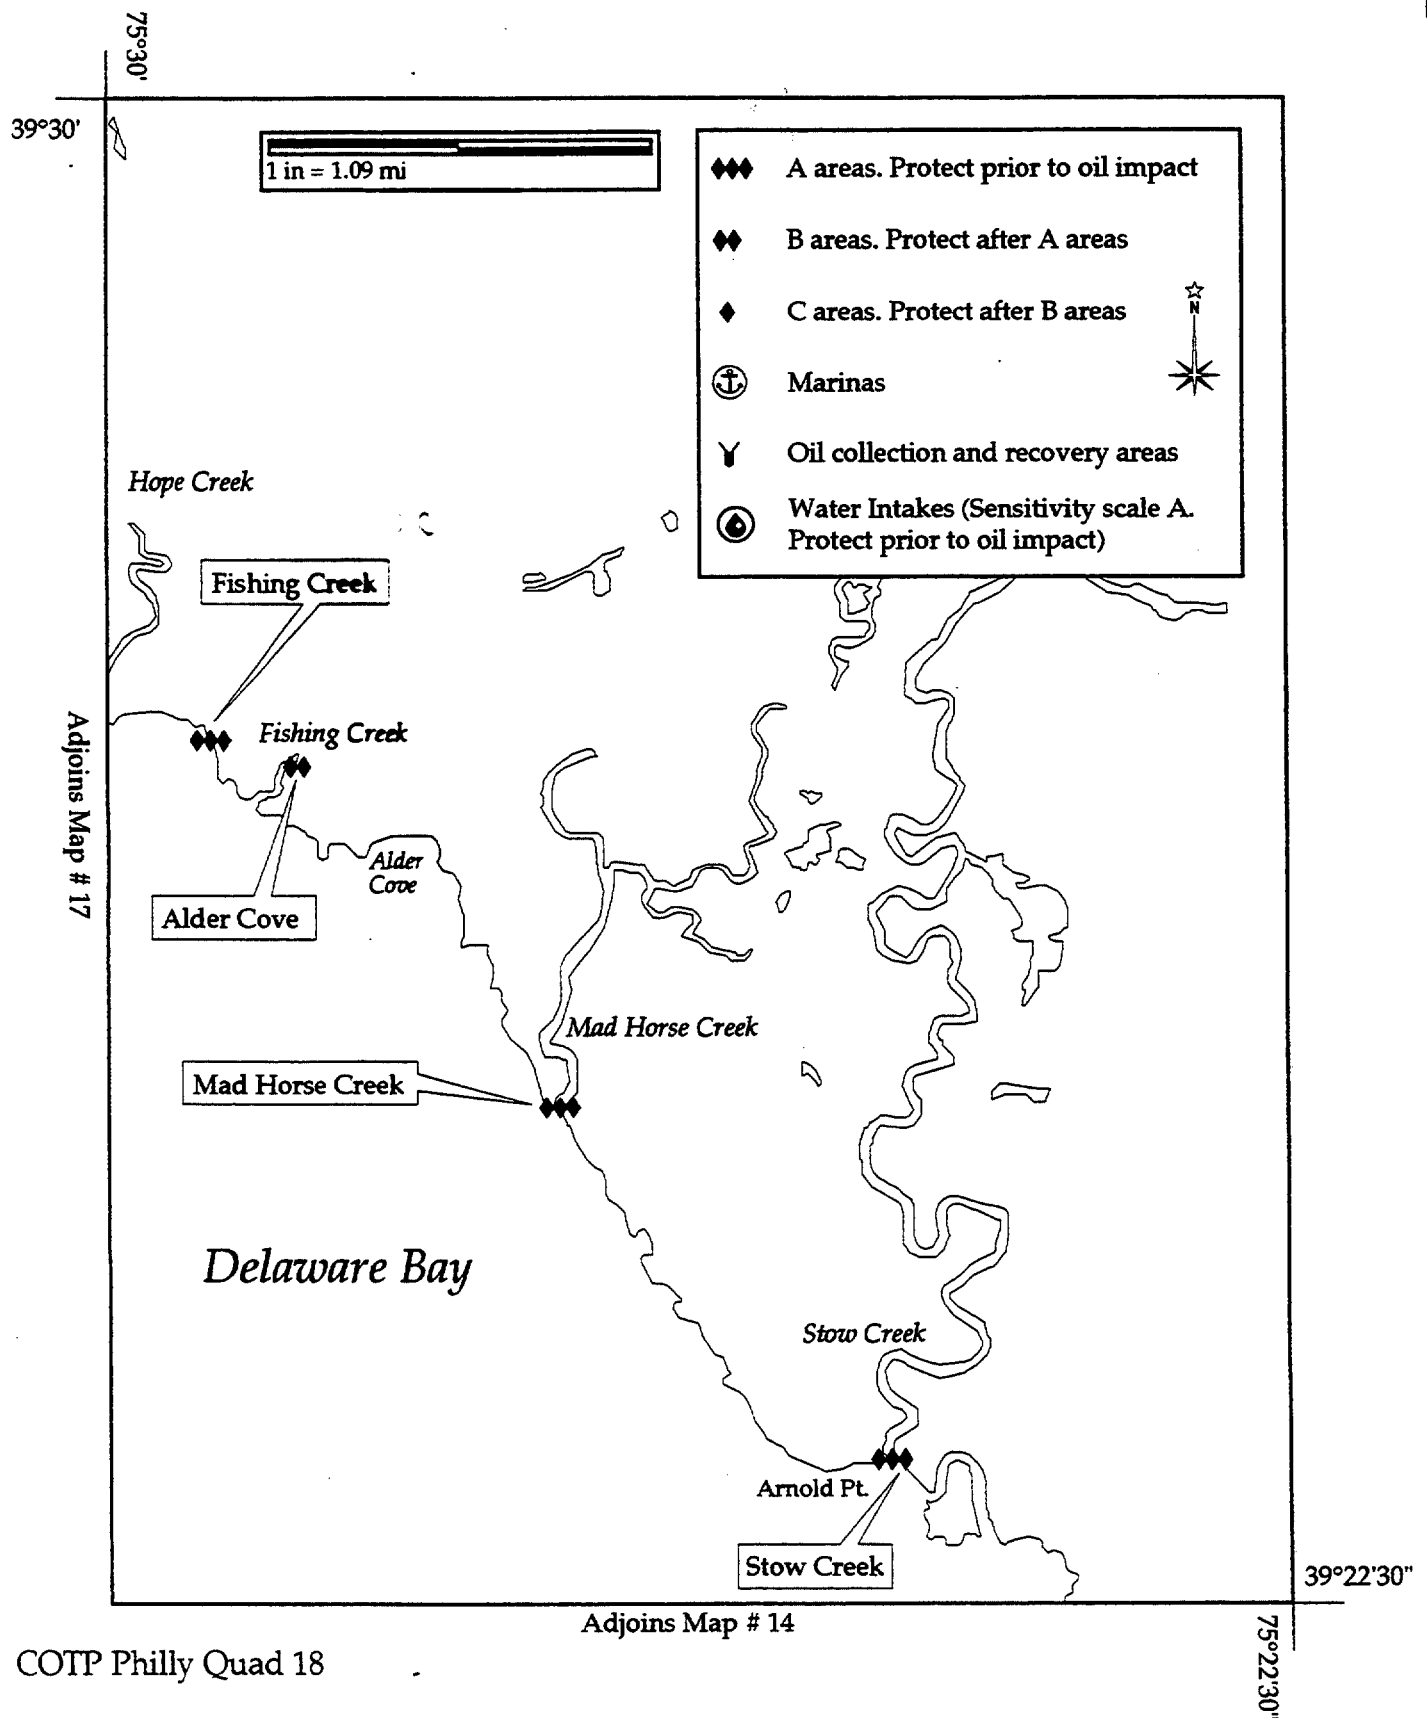 75°30'
39°30'
1 in = 1.09 mi
A areas. Protect prior to oil impact
B areas. Protect after A areas
C areas. Protect after B areas
N
Marinas
Oil collection and recovery areas
Water Intakes (Sensitivity scale A.
Protect prior to oil impact)
Hope Creek
Fishing Creek
Fishing Creek
Adjoins Map # 17
Alder
Cove
Alder Cove
Mad Horse Creek
Mad Horse Creek
Delaware Bay
Stow Creek
Arnold Pt.
Stow Creek
39°22'30"
Adjoins Map # 14
75°22'30"
COTP Philly Quad 18